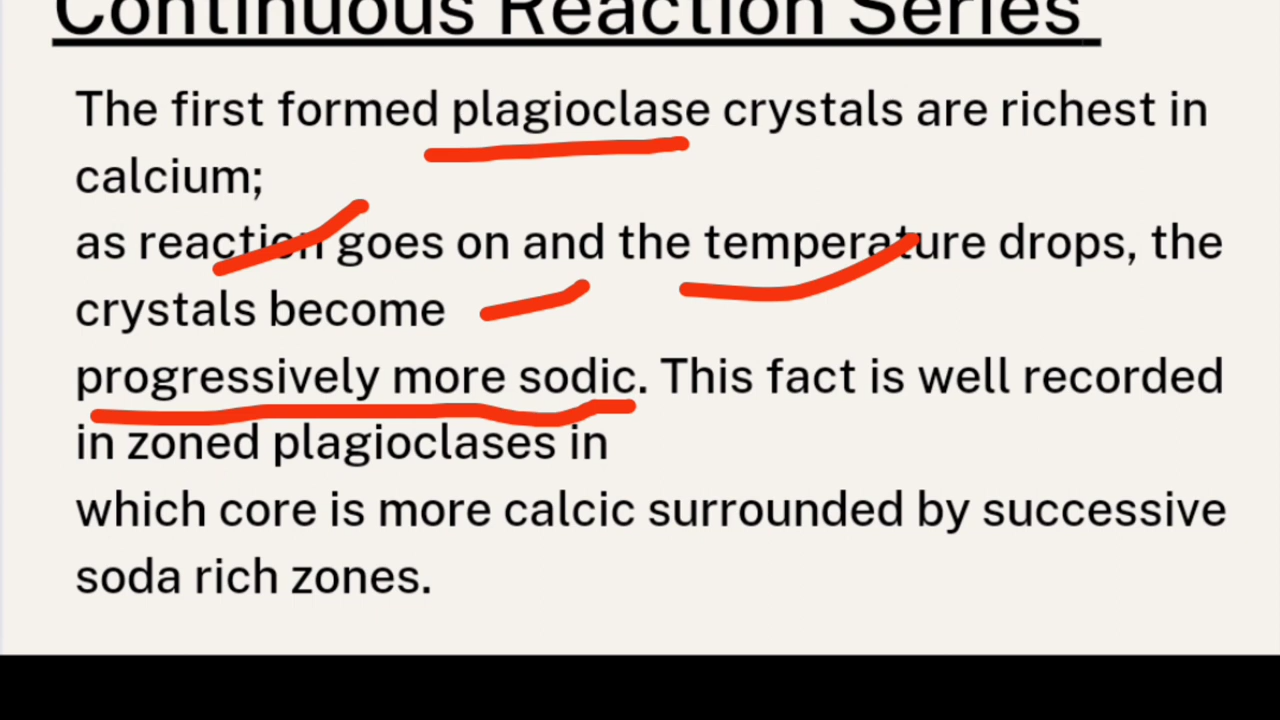 Continuous Reaction Series
The first formed plagioclase crystals are richest in
calcium;
as reaction goes on and the temperature drops, the
crystals become
progressively more sodic. This fact is well recorded
in zoned plagioclases in
which core is more calcic surrounded by successive
soda rich zones.